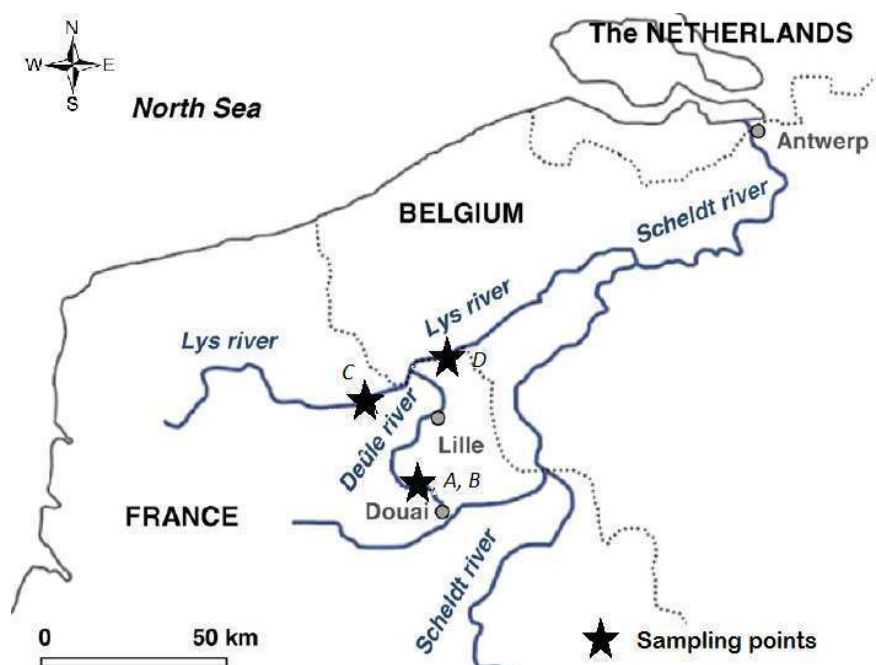 N
W E
S
The NETHERLANDS
North Sea
Antwerp
BELGIUM
Scheldt river
Lys river
Lys river
C
D
Deûle river
Lille
A, B
Douai
FRANCE
Scheldt river
0 50 km
Sampling points